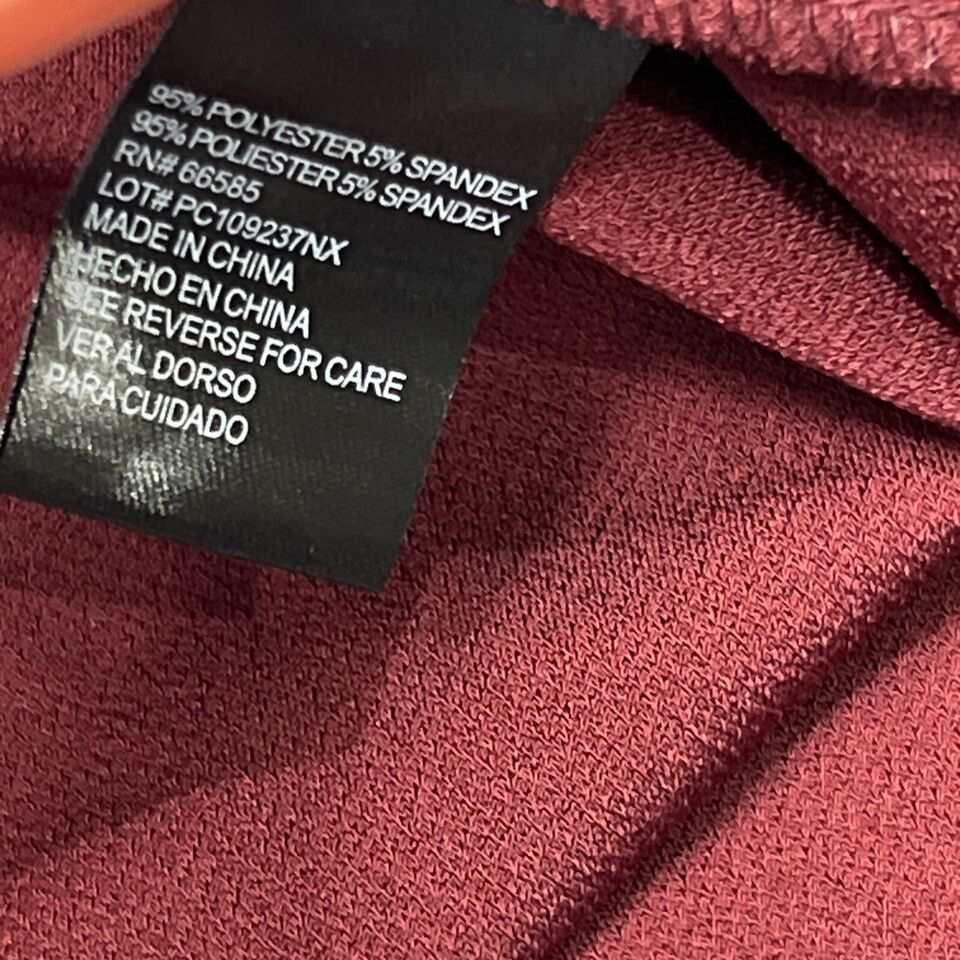 95% POLYESTER 5% SPANDEX
95% POLIESTER 5% SPANDEX
RN# 66585
LOT# PC109237NX
MADE IN CHINA
HECHO EN CHINA
SEE REVERSE FOR CARE
VER AL DORSO
PARA CUIDADO